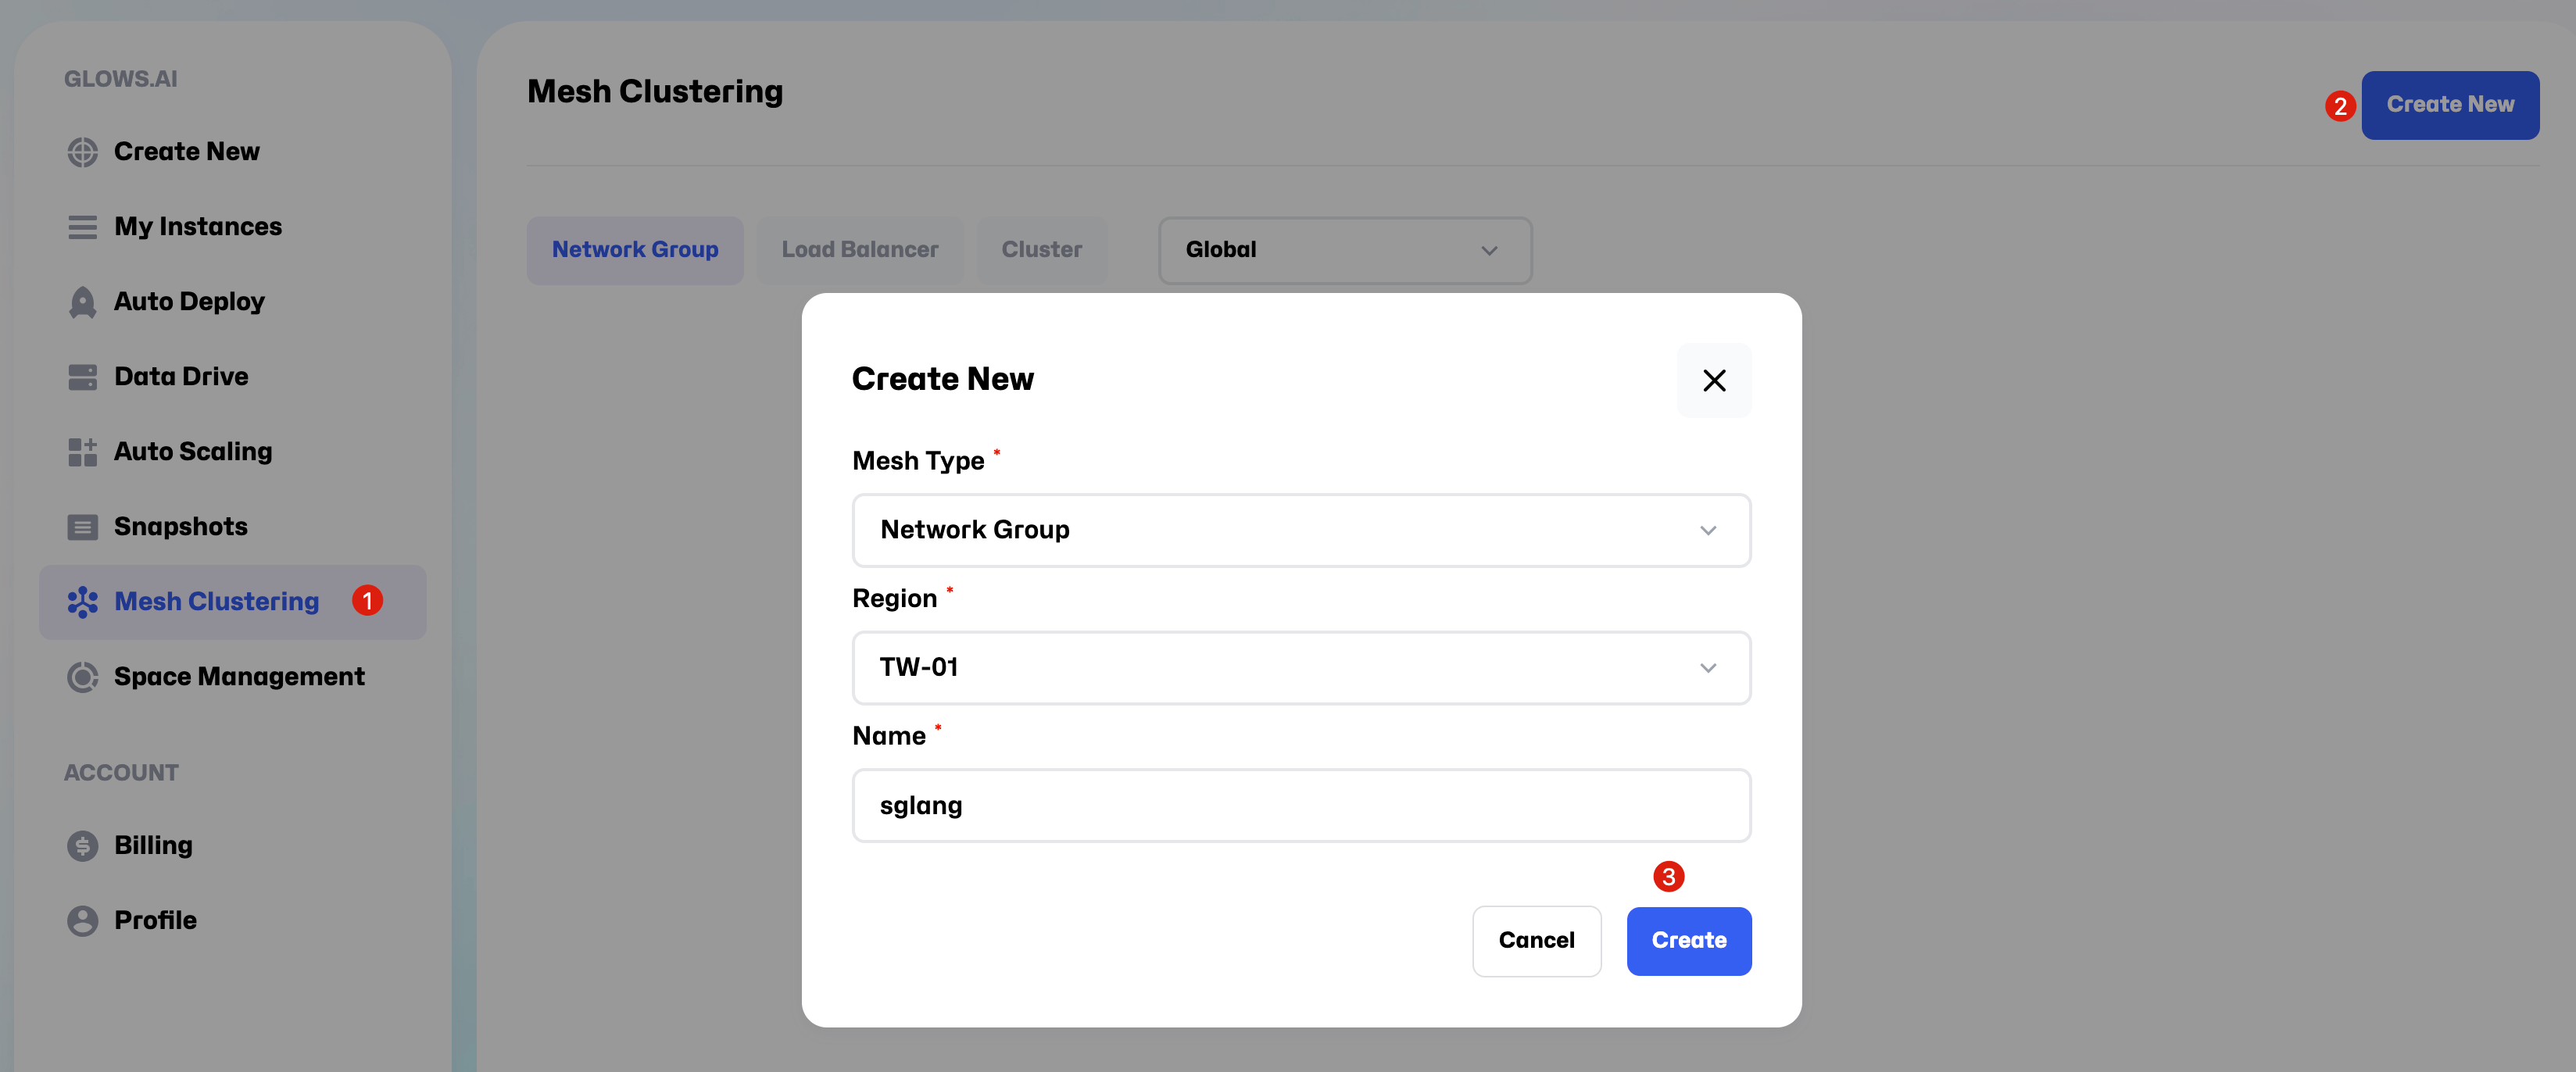 GLOWS.AI
Create New
My Instances
Auto Deploy
Data Drive
Auto Scaling
Snapshots
Mesh Clustering 1
Space Management
ACCOUNT
Billing
Profile
Mesh Clustering
2 Create New
Network Group Load Balancer Cluster Global
Create New
Mesh Type *
Network Group
Region *
TW-01
Name *
sglang
3
Cancel Create